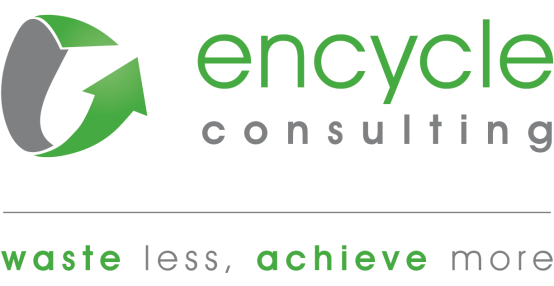 encycle
consulting
waste less, achieve more